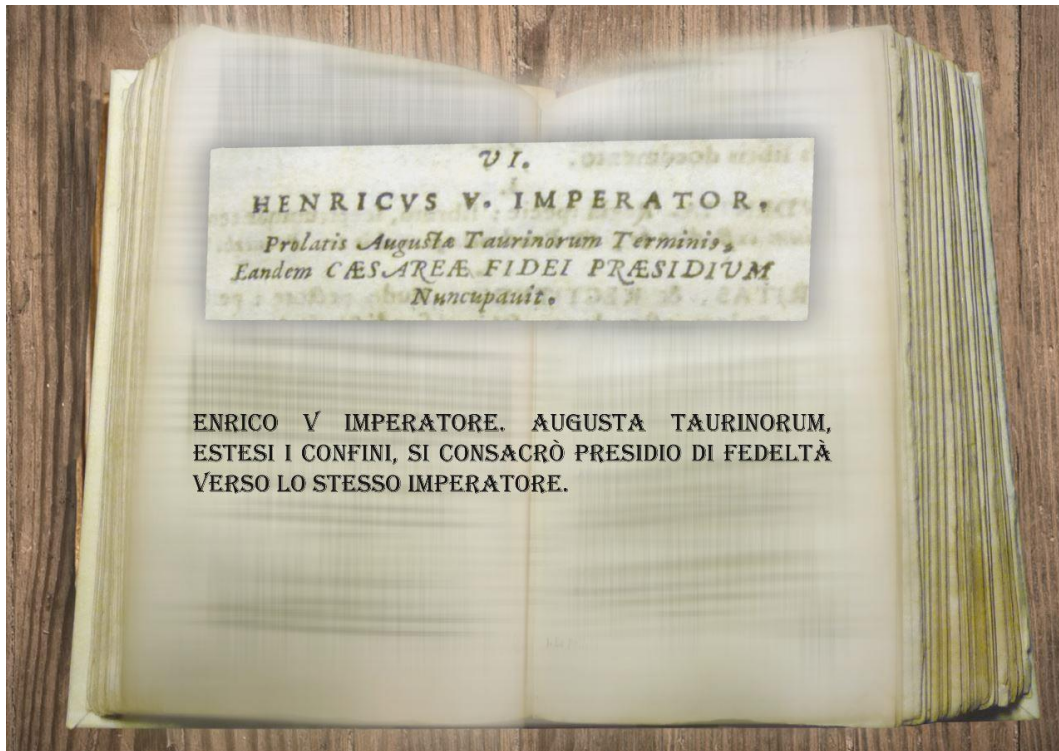 VI.
HENRICVS V. IMPERATOR.
Prolatis Augustæ Taurinorum Terminis,
Eandem CÆSAREÆ FIDEI PRÆSIDIVM
Nuncupauit.
ENRICO V IMPERATORE. AUGUSTA TAURINORUM,
ESTESI I CONFINI, SI CONSACRÒ PRESIDIO DI FEDELTÀ
VERSO LO STESSO IMPERATORE.